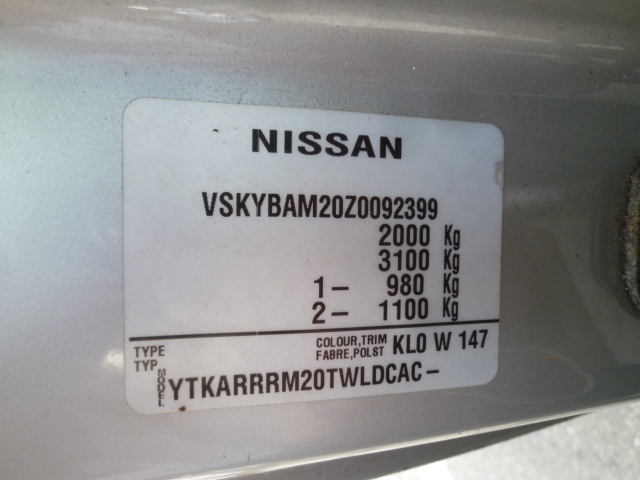 NISSAN
VSKYBAM20Z0092399
2000 Kg
3100 Kg
1– 980 Kg
2– 1100 Kg
TYPE COLOUR,TRIM KL0 W 147
TYP FABRE,POLST
MODEL YTKARRRM20TWLDCAC–